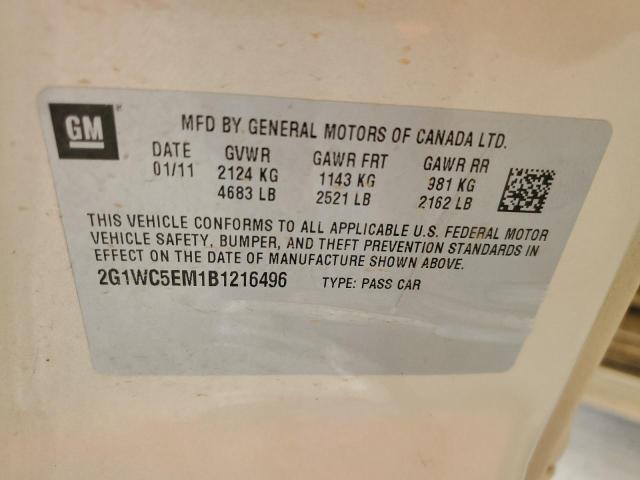 GM
MFD BY GENERAL MOTORS OF CANADA LTD.
DATE GVWR GAWR FRT GAWR RR
01/11 2124 KG 1143 KG 981 KG
4683 LB 2521 LB 2162 LB
THIS VEHICLE CONFORMS TO ALL APPLICABLE U.S. FEDERAL MOTOR
VEHICLE SAFETY, BUMPER, AND THEFT PREVENTION STANDARDS IN
EFFECT ON THE DATE OF MANUFACTURE SHOWN ABOVE.
2G1WC5EM1B1216496 TYPE: PASS CAR